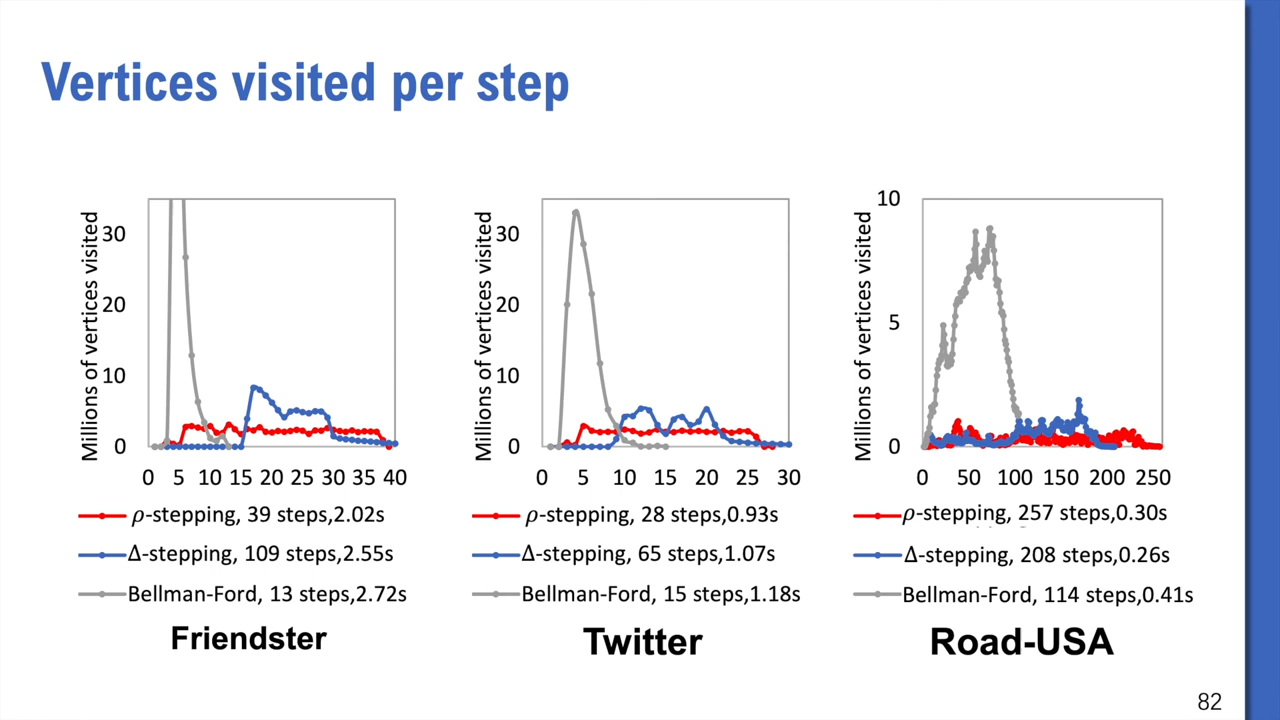 Vertices visited per step
Millions of vertices visited
30
20
10
0
0 5 10 15 20 25 30 35 40
ρ-stepping, 39 steps,2.02s
Δ-stepping, 109 steps,2.55s
Bellman-Ford, 13 steps,2.72s
Friendster
Millions of vertices visited
30
20
10
0
0 10 20 30
ρ-stepping, 28 steps,0.93s
Δ-stepping, 65 steps,1.07s
Bellman-Ford, 15 steps,1.18s
Twitter
Millions of vertices visited
10
5
0
0 50 100 150 200 250
ρ-stepping, 257 steps,0.30s
Δ-stepping, 208 steps,0.26s
Bellman-Ford, 114 steps,0.41s
Road-USA
82